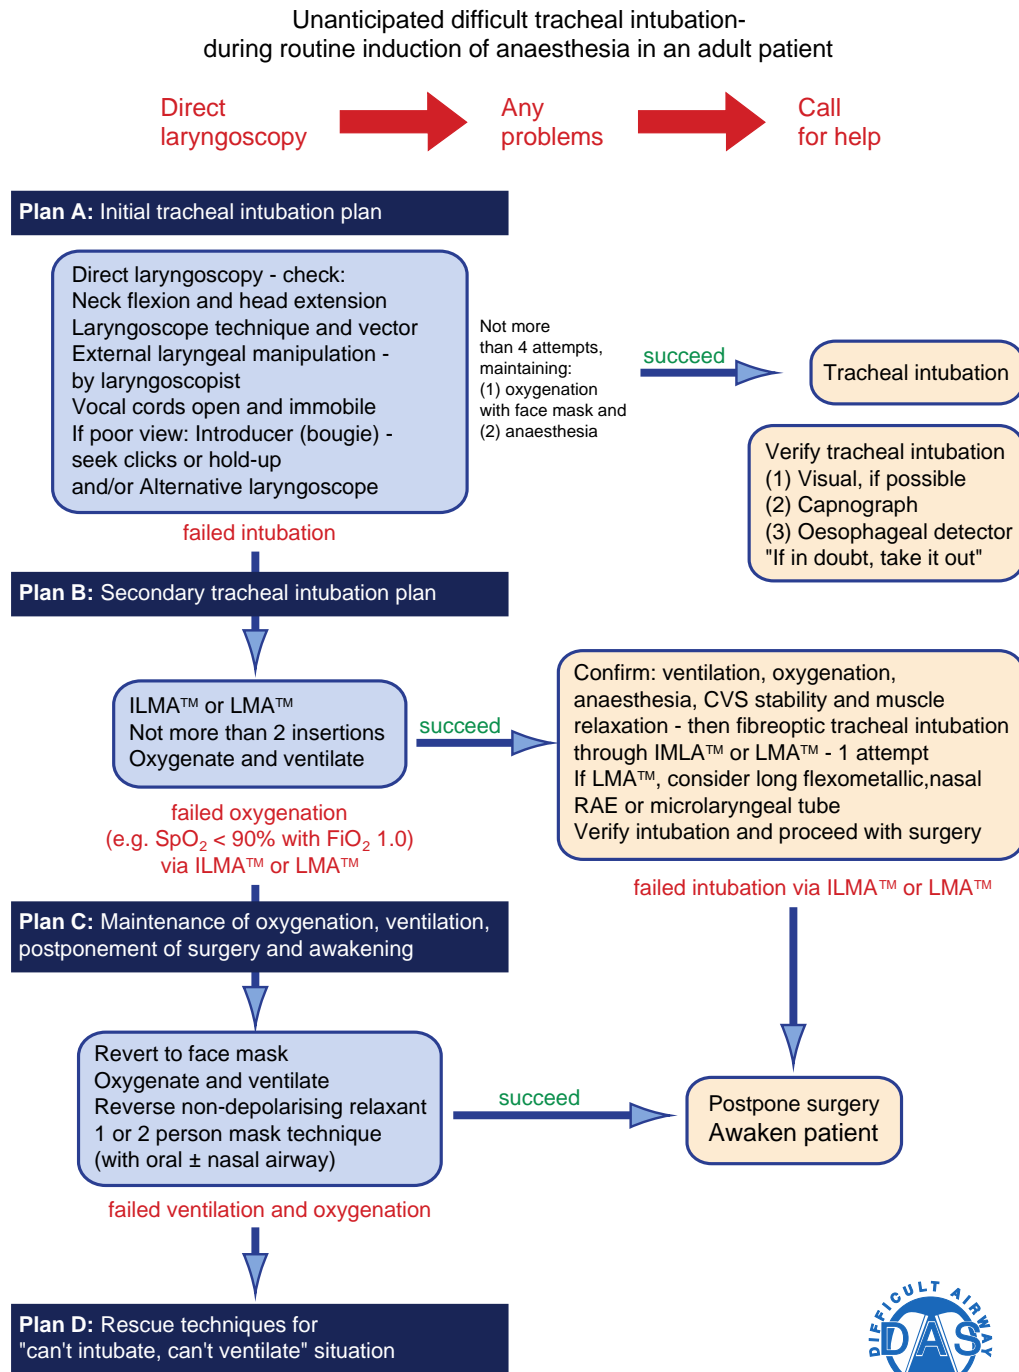 Unanticipated difficult tracheal intubation-
during routine induction of anaesthesia in an adult patient
Direct
laryngoscopy
Any
problems
Call
for help
Plan A: Initial tracheal intubation plan
Direct laryngoscopy - check:
Neck flexion and head extension
Laryngoscope technique and vector
External laryngeal manipulation -
by laryngoscopist
Vocal cords open and immobile
If poor view: Introducer (bougie) -
seek clicks or hold-up
and/or Alternative laryngoscope
Not more
than 4 attempts,
maintaining:
(1) oxygenation
with face mask and
(2) anaesthesia
succeed
Tracheal intubation
Verify tracheal intubation
(1) Visual, if possible
(2) Capnograph
(3) Oesophageal detector
"If in doubt, take it out"
failed intubation
Plan B: Secondary tracheal intubation plan
ILMA™ or LMA™
Not more than 2 insertions
Oxygenate and ventilate
succeed
Confirm: ventilation, oxygenation,
anaesthesia, CVS stability and muscle
relaxation - then fibreoptic tracheal intubation
through IMLA™ or LMA™ - 1 attempt
If LMA™, consider long flexometallic,nasal
RAE or microlaryngeal tube
Verify intubation and proceed with surgery
failed oxygenation
(e.g. SpO₂ < 90% with FiO₂ 1.0)
via ILMA™ or LMA™
failed intubation via ILMA™ or LMA™
Plan C: Maintenance of oxygenation, ventilation,
postponement of surgery and awakening
Revert to face mask
Oxygenate and ventilate
Reverse non-depolarising relaxant
1 or 2 person mask technique
(with oral ± nasal airway)
succeed
Postpone surgery
Awaken patient
failed ventilation and oxygenation
Plan D: Rescue techniques for
"can't intubate, can't ventilate" situation
DIFFICULT AIRWAY
DAS